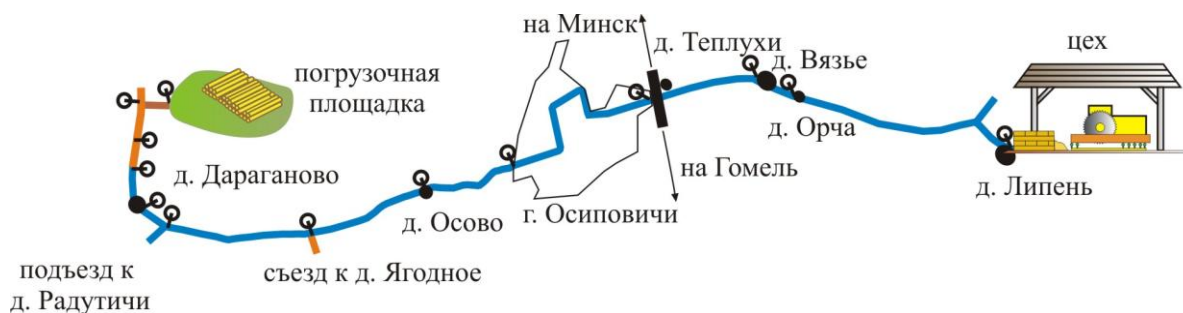 на Минск
д. Теплухи
цех
д. Вязье
погрузочная
площадка
д. Орча
на Гомель
д. Дараганово
д. Липень
д. Осово
г. Осиповичи
подъезд к
д. Радутичи
съезд к д. Ягодное